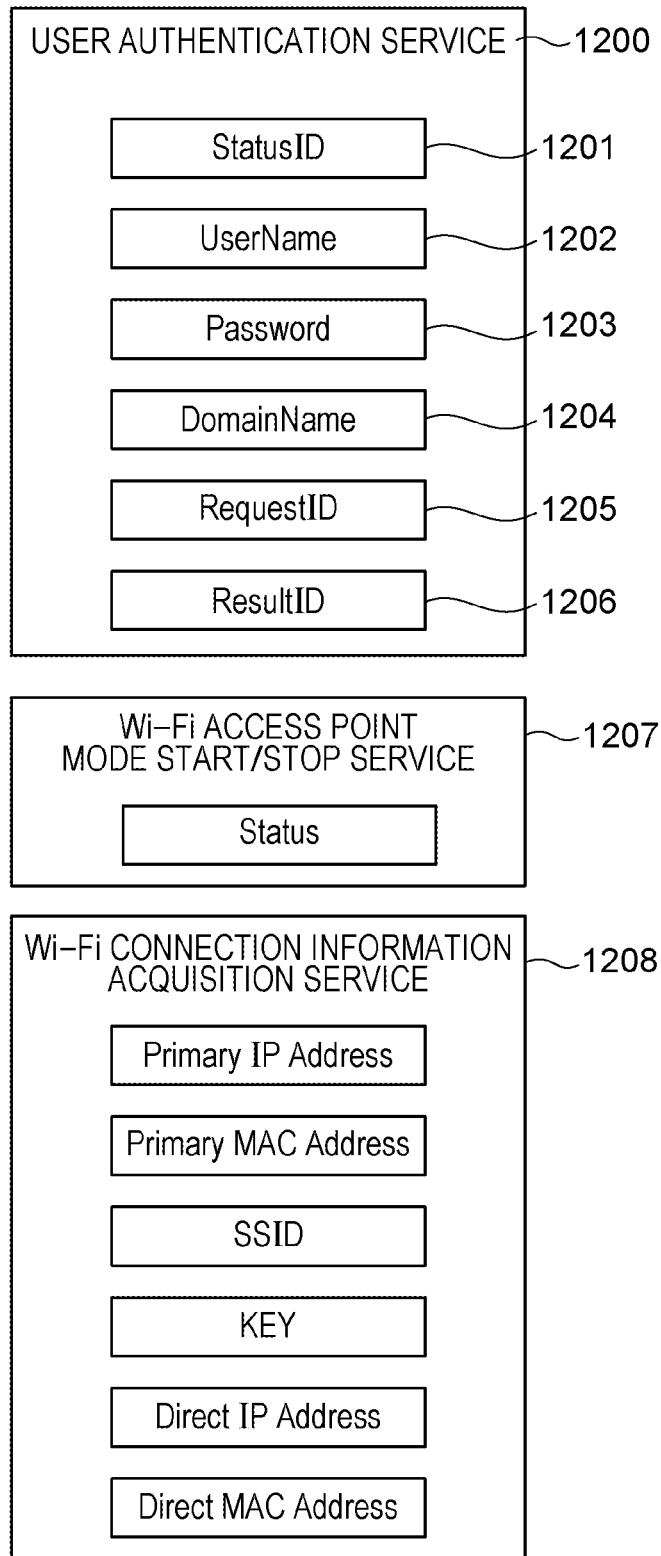 USER AUTHENTICATION SERVICE 1200
StatusID 1201
UserName 1202
Password 1203
DomainName 1204
RequestID 1205
ResultID 1206
Wi-Fi ACCESS POINT
MODE START/STOP SERVICE 1207
Status
Wi-Fi CONNECTION INFORMATION
ACQUISITION SERVICE 1208
Primary IP Address
Primary MAC Address
SSID
KEY
Direct IP Address
Direct MAC Address